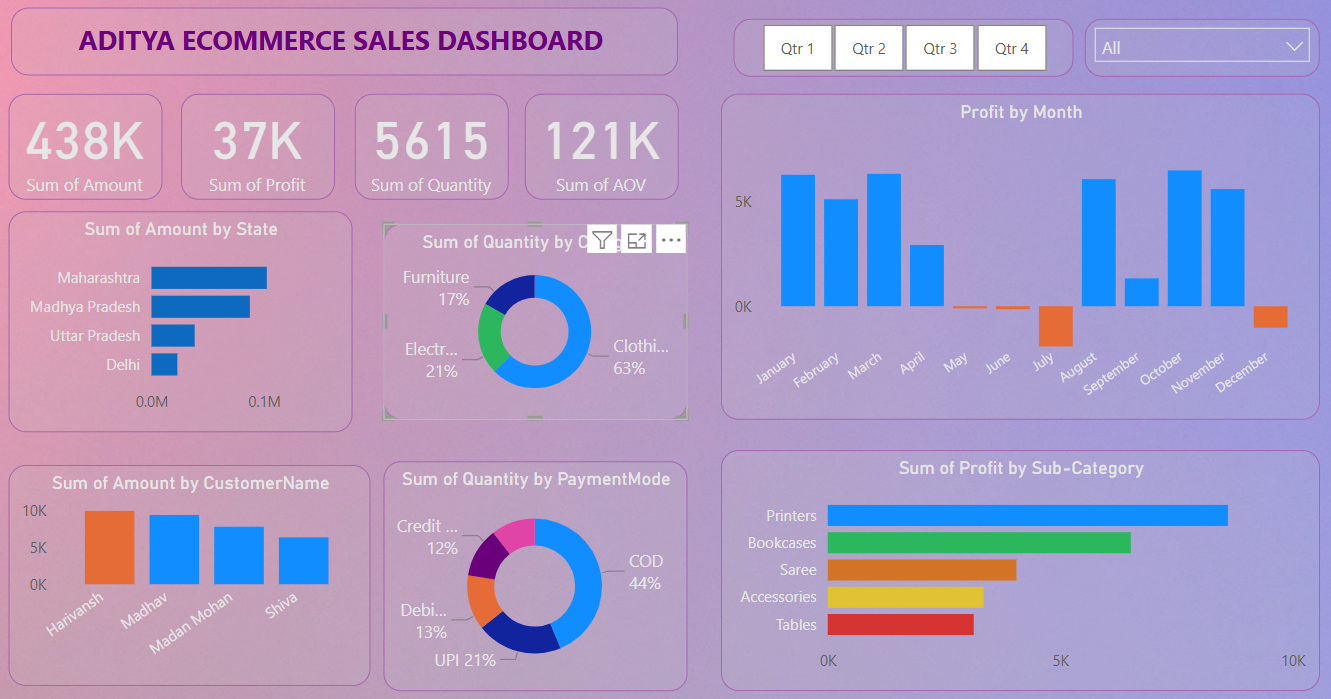 ADITYA ECOMMERCE SALES DASHBOARD
Qtr 1 Qtr 2 Qtr 3 Qtr 4
All
438K
Sum of Amount
37K
Sum of Profit
5615
Sum of Quantity
121K
Sum of AOV
Profit by Month
5K
0K
January February March April May June July August September October November December
Sum of Amount by State
Maharashtra
Madhya Pradesh
Uttar Pradesh
Delhi
0.0M 0.1M
Sum of Quantity by C
Furniture
17%
Electr...
21%
Clothi...
63%
Sum of Amount by CustomerName
10K
5K
0K
Harivansh Madhav Madan Mohan Shiva
Sum of Quantity by PaymentMode
Credit ...
12%
COD
44%
Debi...
13%
UPI 21%
Sum of Profit by Sub-Category
Printers
Bookcases
Saree
Accessories
Tables
0K 5K 10K